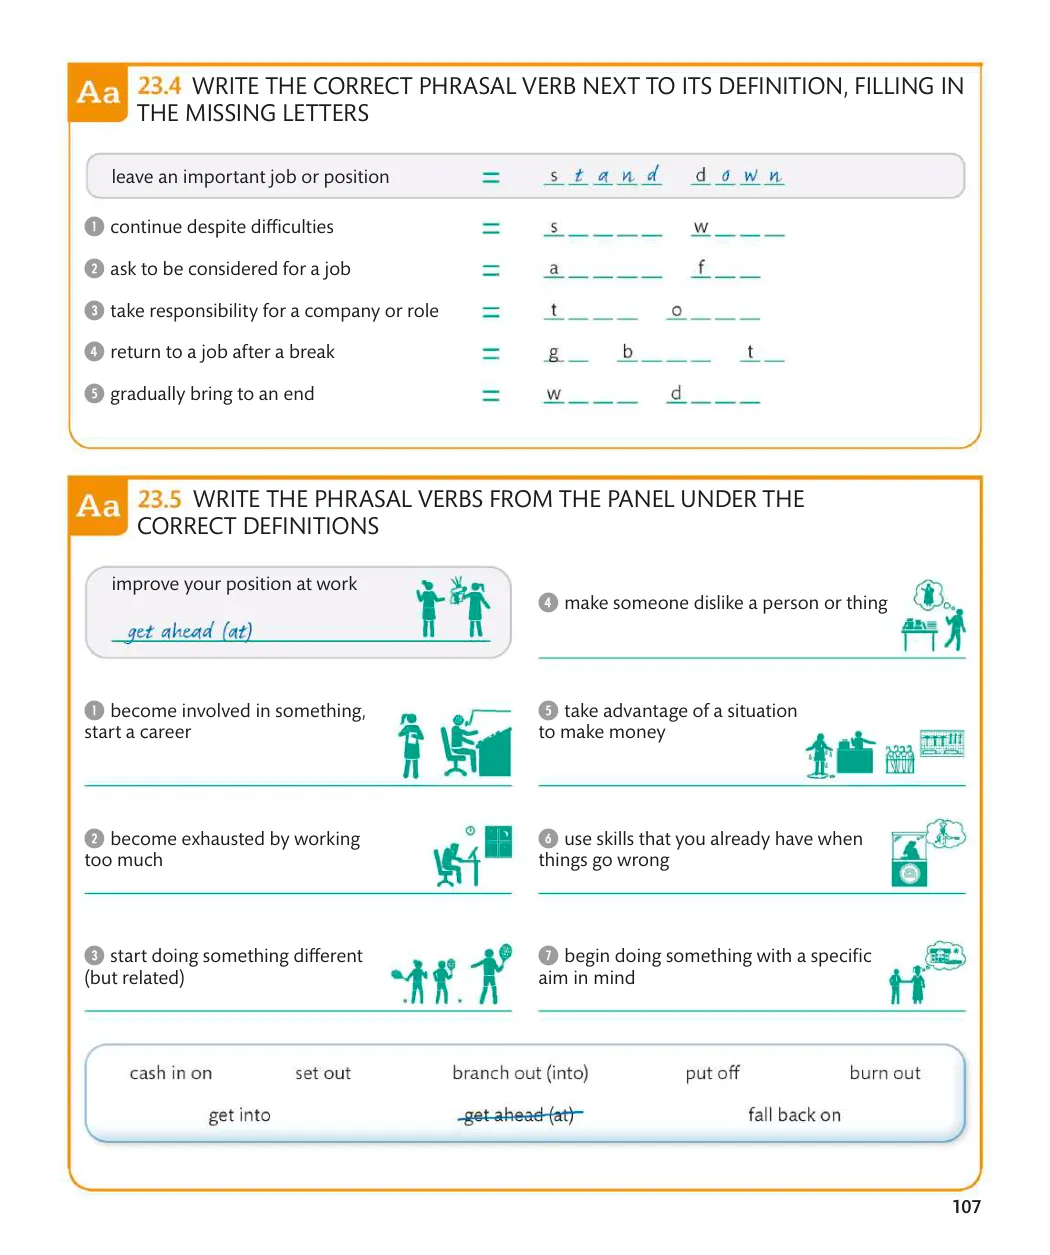 Aa 23.4 WRITE THE CORRECT PHRASAL VERB NEXT TO ITS DEFINITION, FILLING IN
THE MISSING LETTERS
leave an important job or position = s t a n d d o w n
1 continue despite difficulties = s _ _ _ _ w _ _ _
2 ask to be considered for a job = a _ _ _ _ f _ _
3 take responsibility for a company or role = t _ _ _ o _ _ _
4 return to a job after a break = g _ b _ _ _ t _
5 gradually bring to an end = w _ _ _ d _ _ _
Aa 23.5 WRITE THE PHRASAL VERBS FROM THE PANEL UNDER THE
CORRECT DEFINITIONS
improve your position at work
get ahead (at)
1 become involved in something,
start a career
2 become exhausted by working
too much
3 start doing something different
(but related)
4 make someone dislike a person or thing
5 take advantage of a situation
to make money
6 use skills that you already have when
things go wrong
7 begin doing something with a specific
aim in mind
cash in on set out branch out (into) put off burn out
get into get ahead (at) fall back on
107